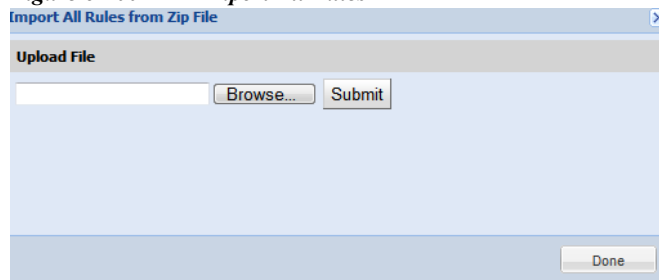 Import All Rules from Zip File
Upload File
Browse... Submit
Done